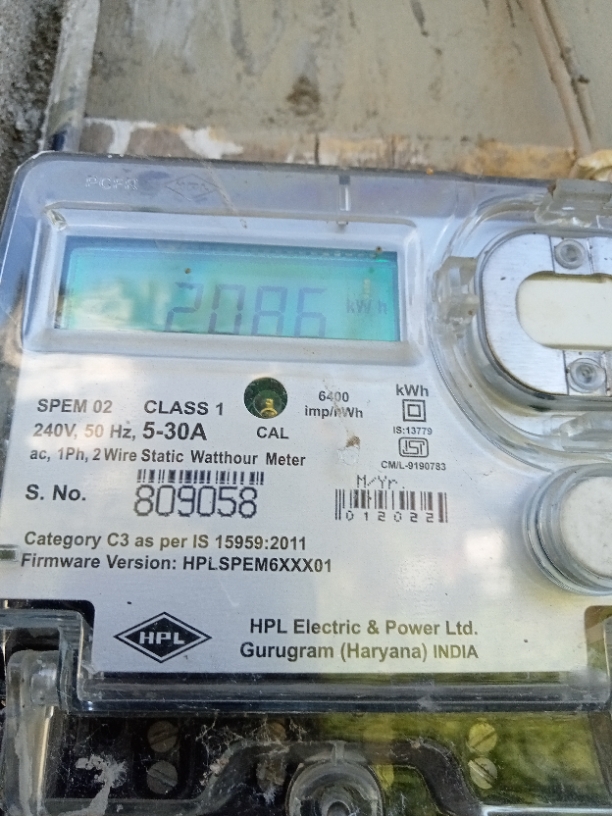 2086 kWh
SPEM 02 CLASS 1
240V, 50 Hz, 5-30A
ac, 1Ph, 2 Wire Static Watthour Meter
CAL
6400
imp/kWh
kWh
IS:13779
ISI
CM/L-9190783
S. No.
809058
M/Yr.
012022
Category C3 as per IS 15959:2011
Firmware Version: HPLSPEM6XXX01
HPL
HPL Electric & Power Ltd.
Gurugram (Haryana) INDIA